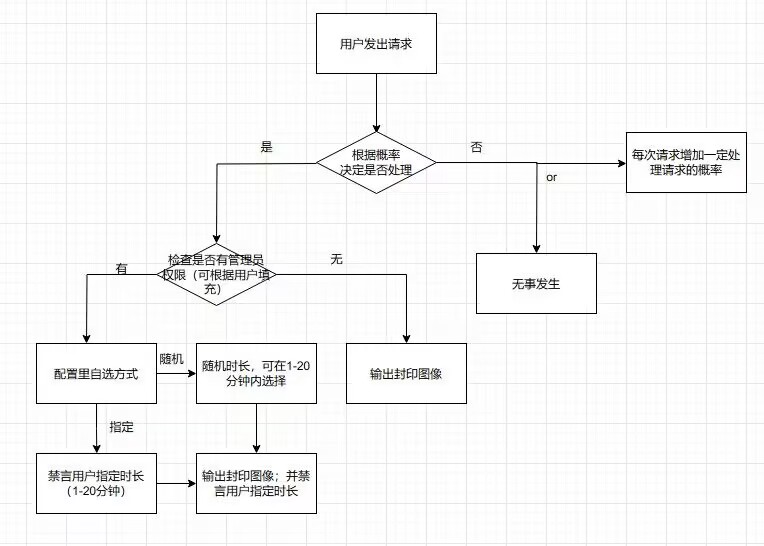 用户发出请求
是
根据概率
决定是否处理
否
每次请求增加一定处
理请求的概率
or
检查是否有管理员
权限（可根据用户填
充）
有
无
无事发生
配置里自选方式
随机
随机时长，可在1-20
分钟内选择
输出封印图像
指定
禁言用户指定时长
（1-20分钟）
输出封印图像；并禁
言用户指定时长